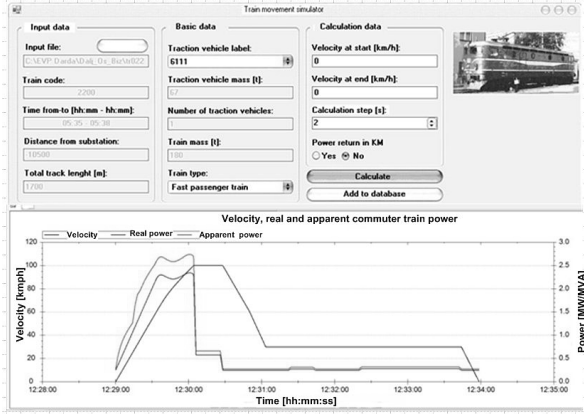 Train movement simulator
Input data
Input file:
Train code:
2200
Time from-to [hh:mm - hh:mm]:
05:35 - 05:38
Distance from substation:
10500
Total track lenght [m]:
1700
Basic data
Traction vehicle label:
6111
Traction vehicle mass [t]:
67
Number of traction vehicles:
1
Train mass [t]:
180
Train type:
Fast passenger train
Calculation data
Velocity at start [km/h]:
0
Velocity at end [km/h]:
0
Calculation step [s]:
2
Power return in KM
Yes No
Calculate
Add to database
Velocity, real and apparent commuter train power
Velocity Real power Apparent power
Velocity [kmph]
120
100
80
60
40
20
0
3.0
2.5
2.0
1.5
1.0
0.5
0.0
Power [MW/MVA]
12:28:00 12:29:00 12:30:00 12:31:00 12:32:00 12:33:00 12:34:00 12:35:00
Time [hh:mm:ss]